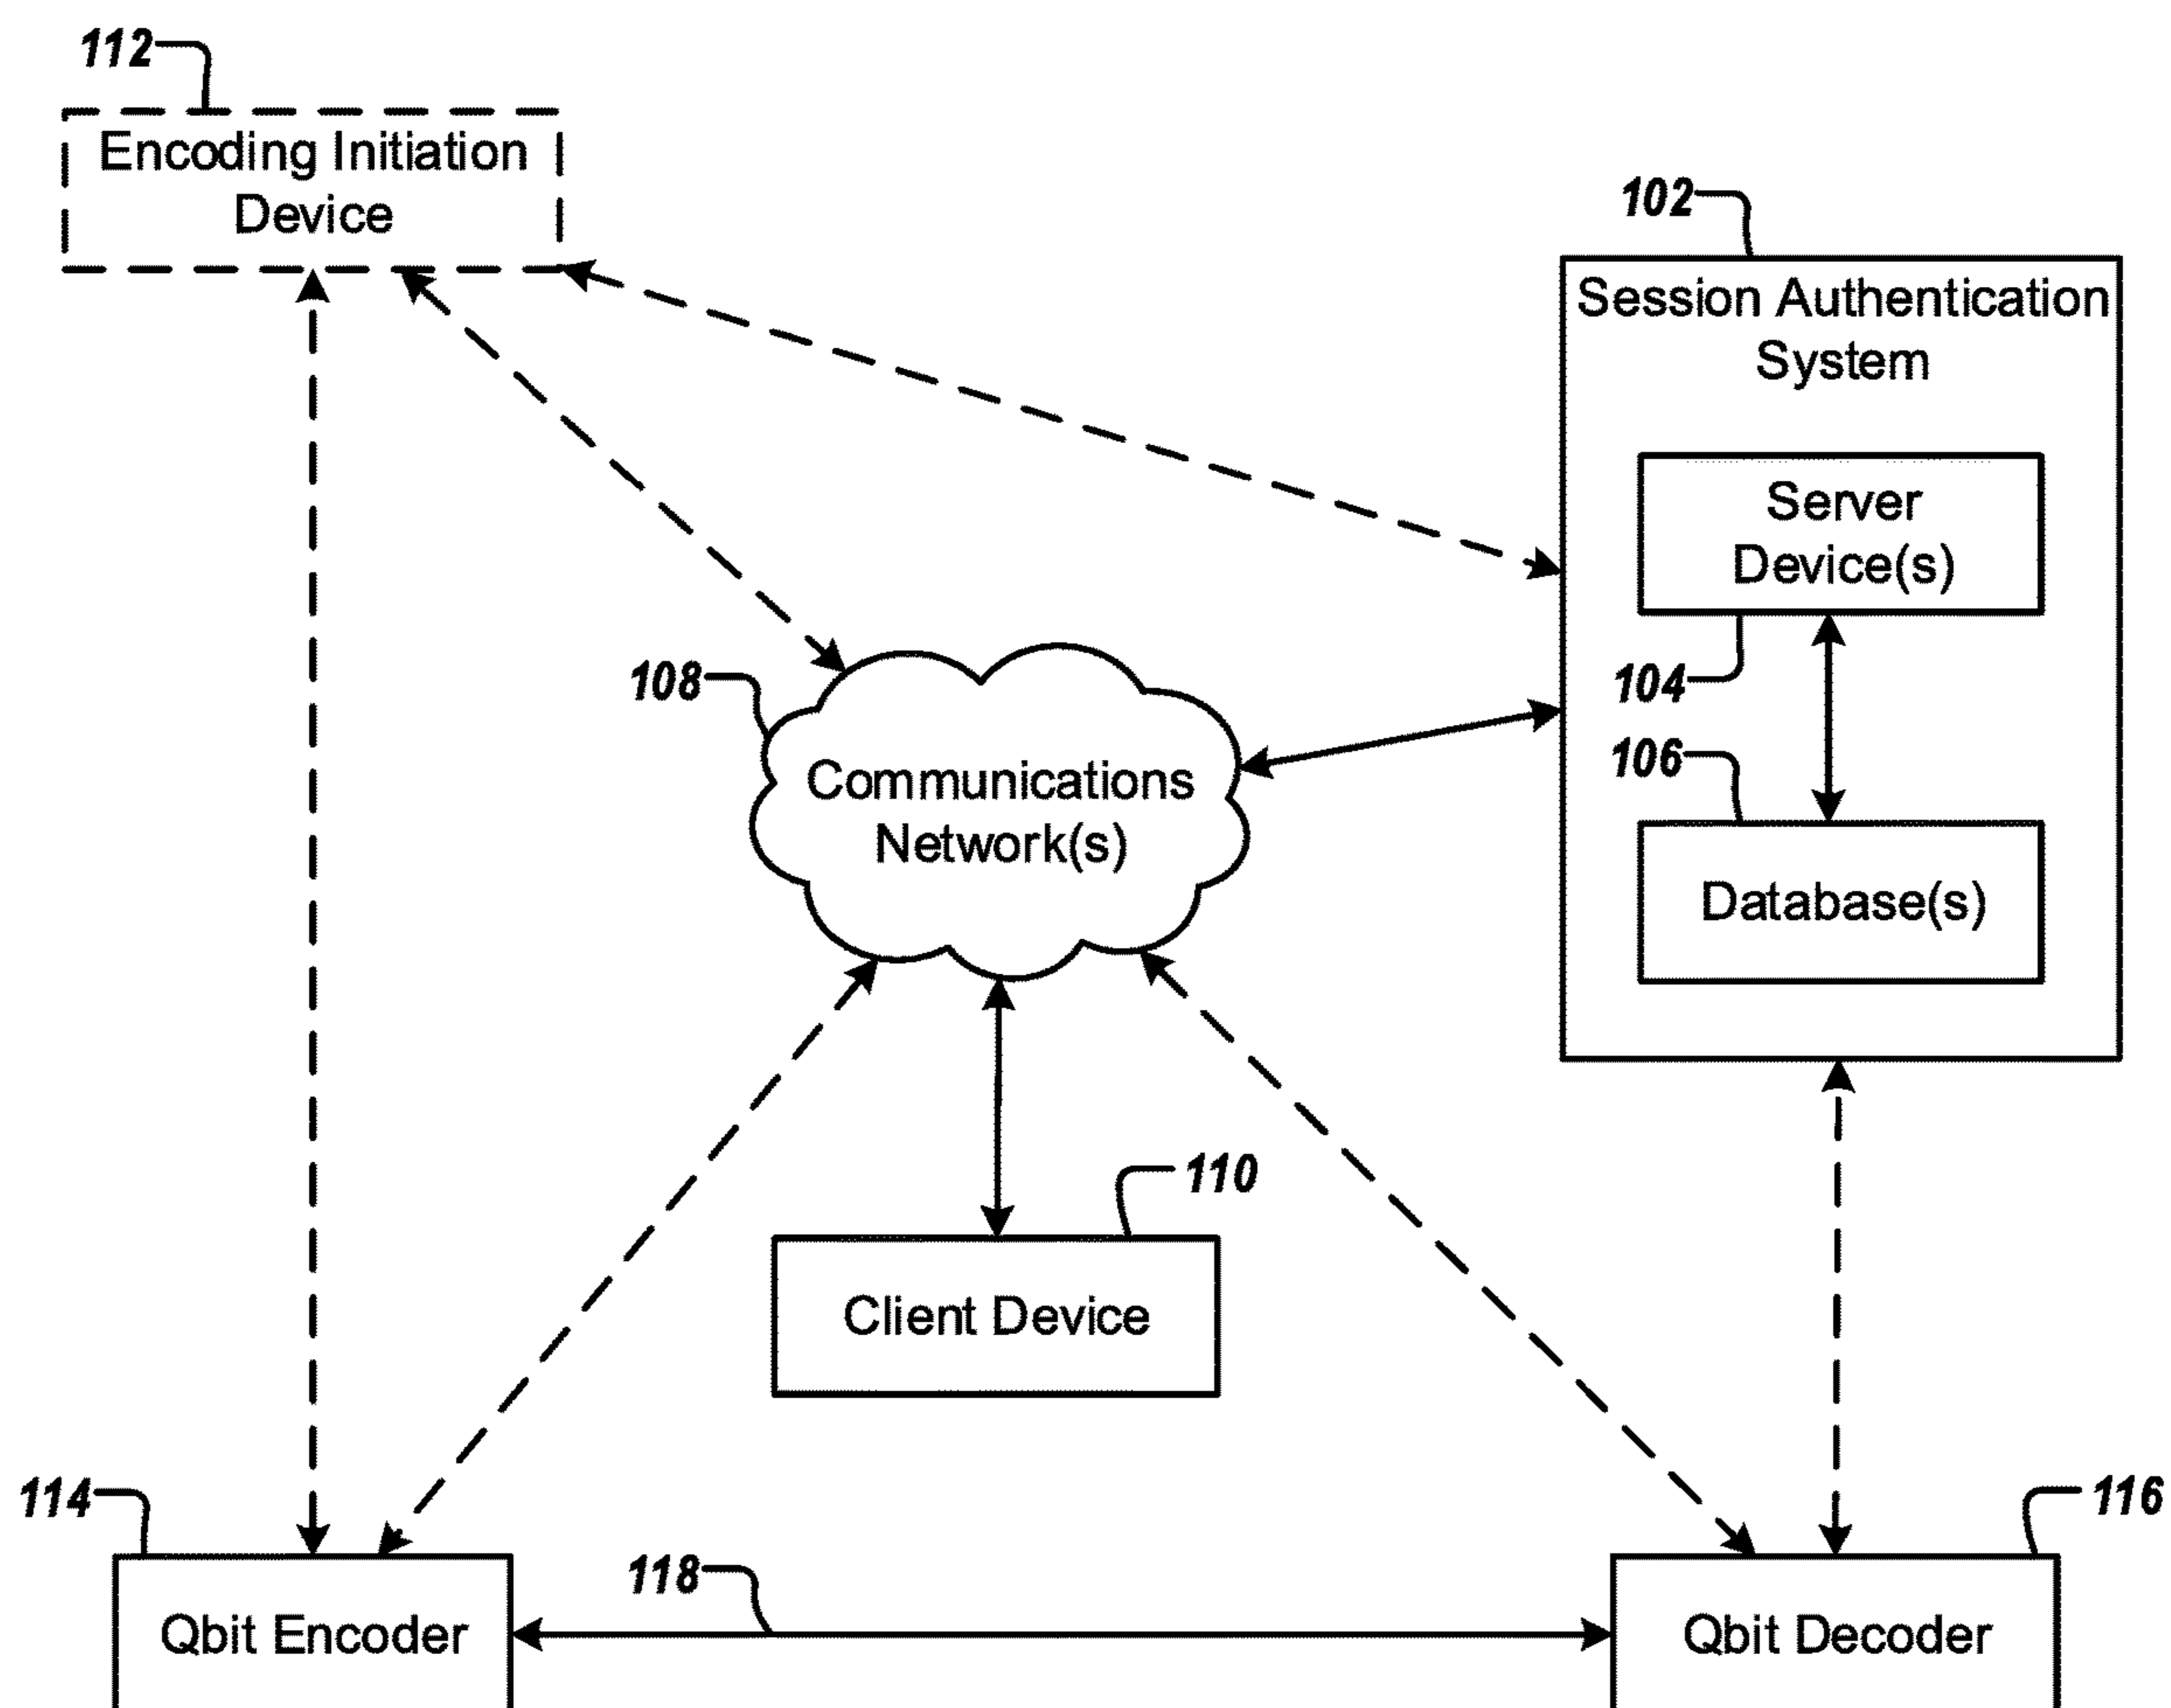 112
Encoding Initiation
Device
102
Session Authentication
System
Server
Device(s)
104
106
Database(s)
108
Communications
Network(s)
110
Client Device
114
Qbit Encoder
118
116
Qbit Decoder